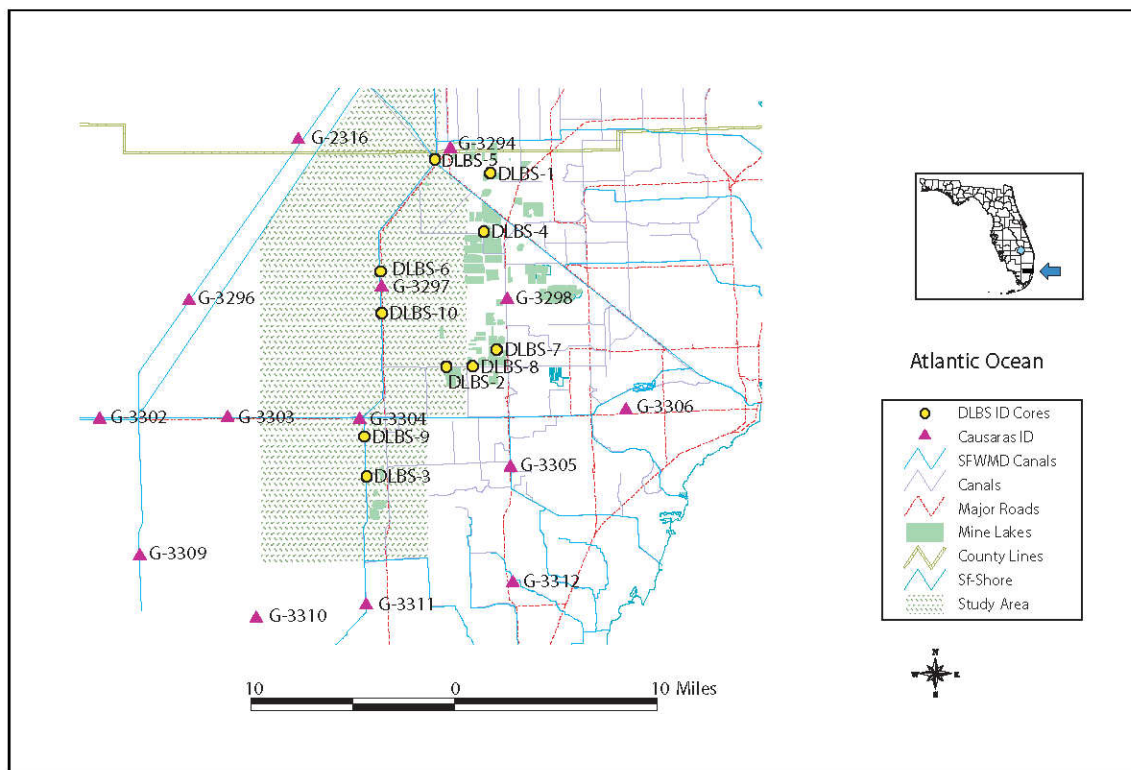 G-2316
G-3294
DLBS-5
DLBS-1
DLBS-4
DLBS-6
G-3297
G-3296
G-3298
DLBS-10
DLBS-7
DLBS-8
DLBS-2
G-3302
G-3303
G-3304
G-3306
DLBS-9
G-3305
DLBS-3
G-3309
G-3312
G-3311
G-3310
10
0
10 Miles
Atlantic Ocean
DLBS ID Cores
Causaras ID
SFWMD Canals
Canals
Major Roads
Mine Lakes
County Lines
Sf-Shore
Study Area
N
W
E
S